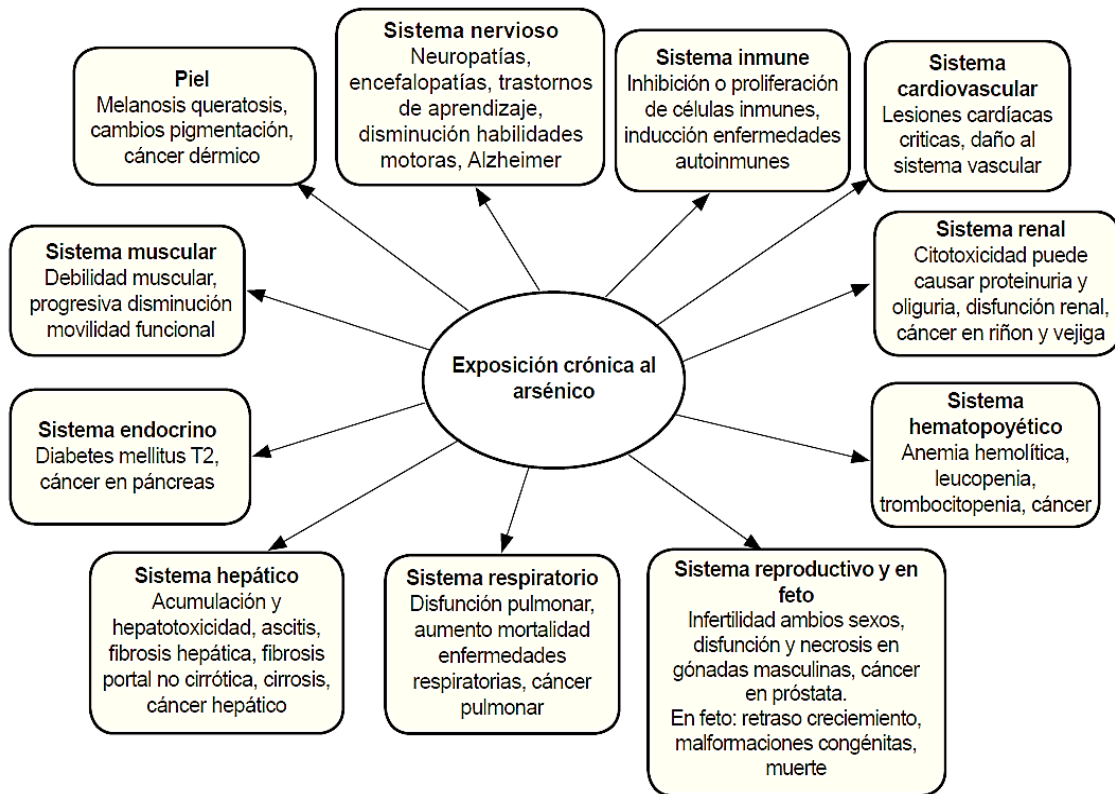 Piel
Melanosis queratosis,
cambios pigmentación,
cáncer dérmico
Sistema nervioso
Neuropatías,
encefalopatías, trastornos
de aprendizaje,
disminución habilidades
motoras, Alzheimer
Sistema inmune
Inhibición o proliferación
de células inmunes,
inducción enfermedades
autoinmunes
Sistema
cardiovascular
Lesiones cardíacas
criticas, daño al
sistema vascular
Sistema muscular
Debilidad muscular,
progresiva disminución
movilidad funcional
Exposición crónica al
arsénico
Sistema renal
Citotoxicidad puede
causar proteinuria y
oliguria, disfunción renal,
cáncer en riñon y vejiga
Sistema endocrino
Diabetes mellitus T2,
cáncer en páncreas
Sistema
hematopoyético
Anemia hemolítica,
leucopenia,
trombocitopenia, cáncer
Sistema hepático
Acumulación y
hepatotoxicidad, ascitis,
fibrosis hepática, fibrosis
portal no cirrótica, cirrosis,
cáncer hepático
Sistema respiratorio
Disfunción pulmonar,
aumento mortalidad
enfermedades
respiratorias, cáncer
pulmonar
Sistema reproductivo y en
feto
Infertilidad ambios sexos,
disfunción y necrosis en
gónadas masculinas, cáncer
en próstata.
En feto: retraso creciemiento,
malformaciones congénitas,
muerte